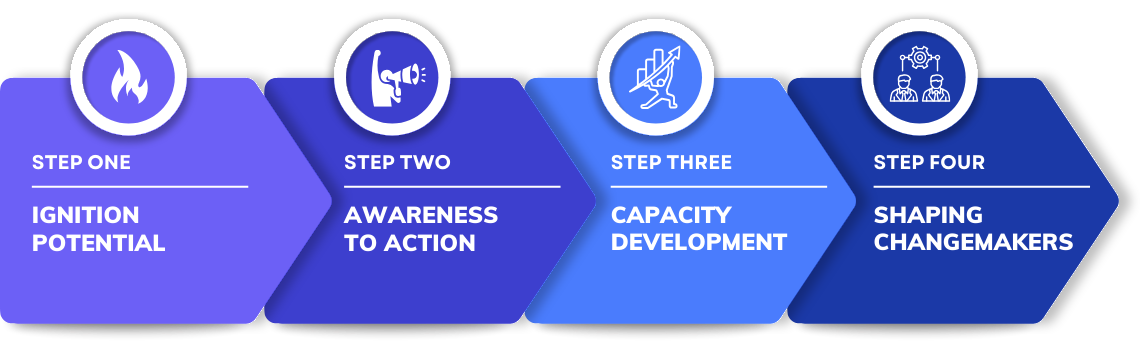 STEP ONE
IGNITION
POTENTIAL
STEP TWO
AWARENESS
TO ACTION
STEP THREE
CAPACITY
DEVELOPMENT
STEP FOUR
SHAPING
CHANGEMAKERS